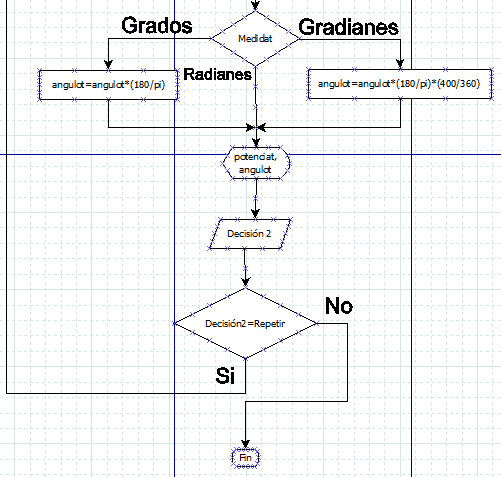 Grados
Medidat
Gradianes
Radianes
angulot=angulot*(180/pi)
angulot=angulot*(180/pi)*(400/360)
potenciat,
angulot
Decisión 2
Decisión2=Repetir
No
Si
Fin